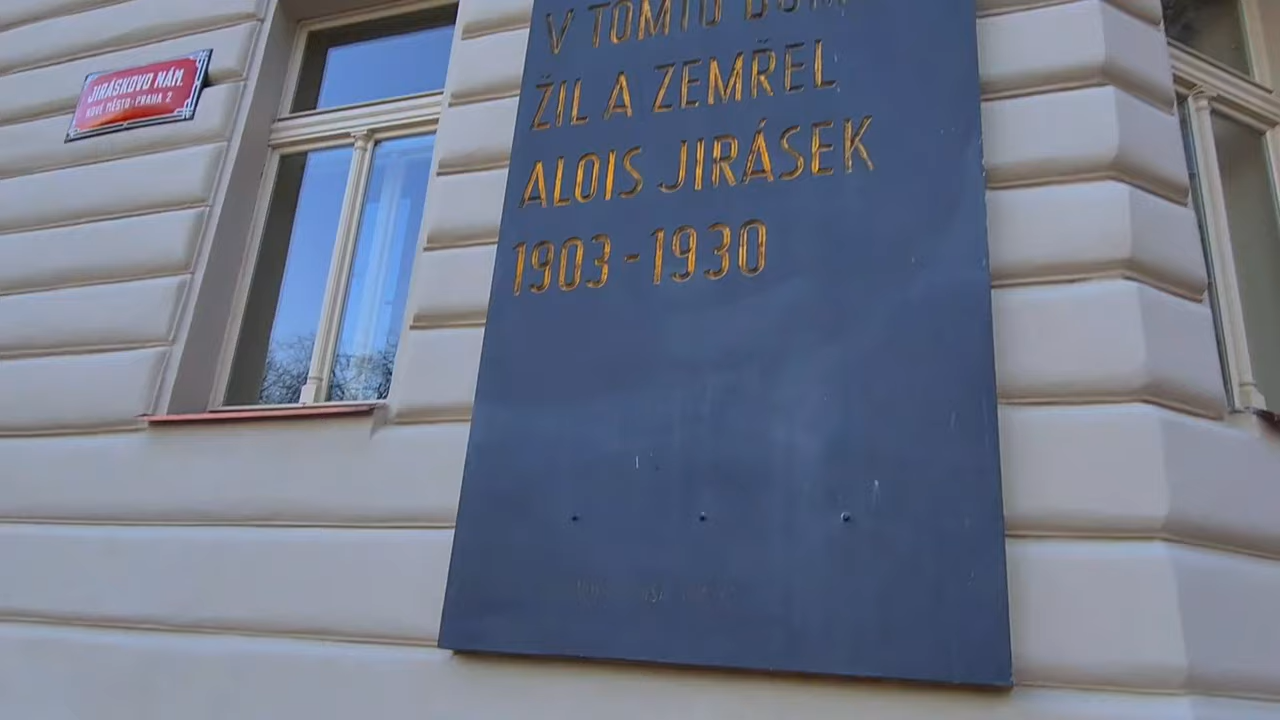 JIRÁSKOVO NÁM.
NOVÉ MĚSTO - PRAHA 2
V TOMTO DOMĚ
ŽIL A ZEMŘEL
ALOIS JIRÁSEK
1903-1930